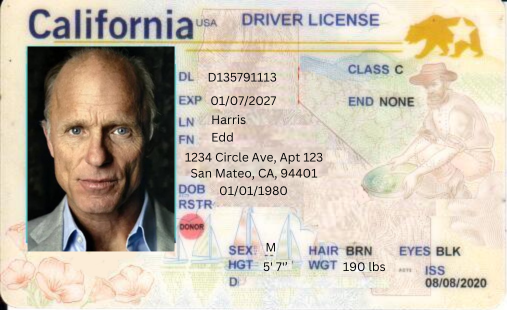 California USA DRIVER LICENSE
DL D135791113 CLASS C
EXP 01/07/2027 END NONE
LN Harris
FN Edd
1234 Circle Ave, Apt 123
San Mateo, CA, 94401
DOB 01/01/1980
RSTR
DONOR
SEX M HAIR BRN EYES BLK
HGT 5' 7" WGT 190 lbs ISS
D 08/08/2020